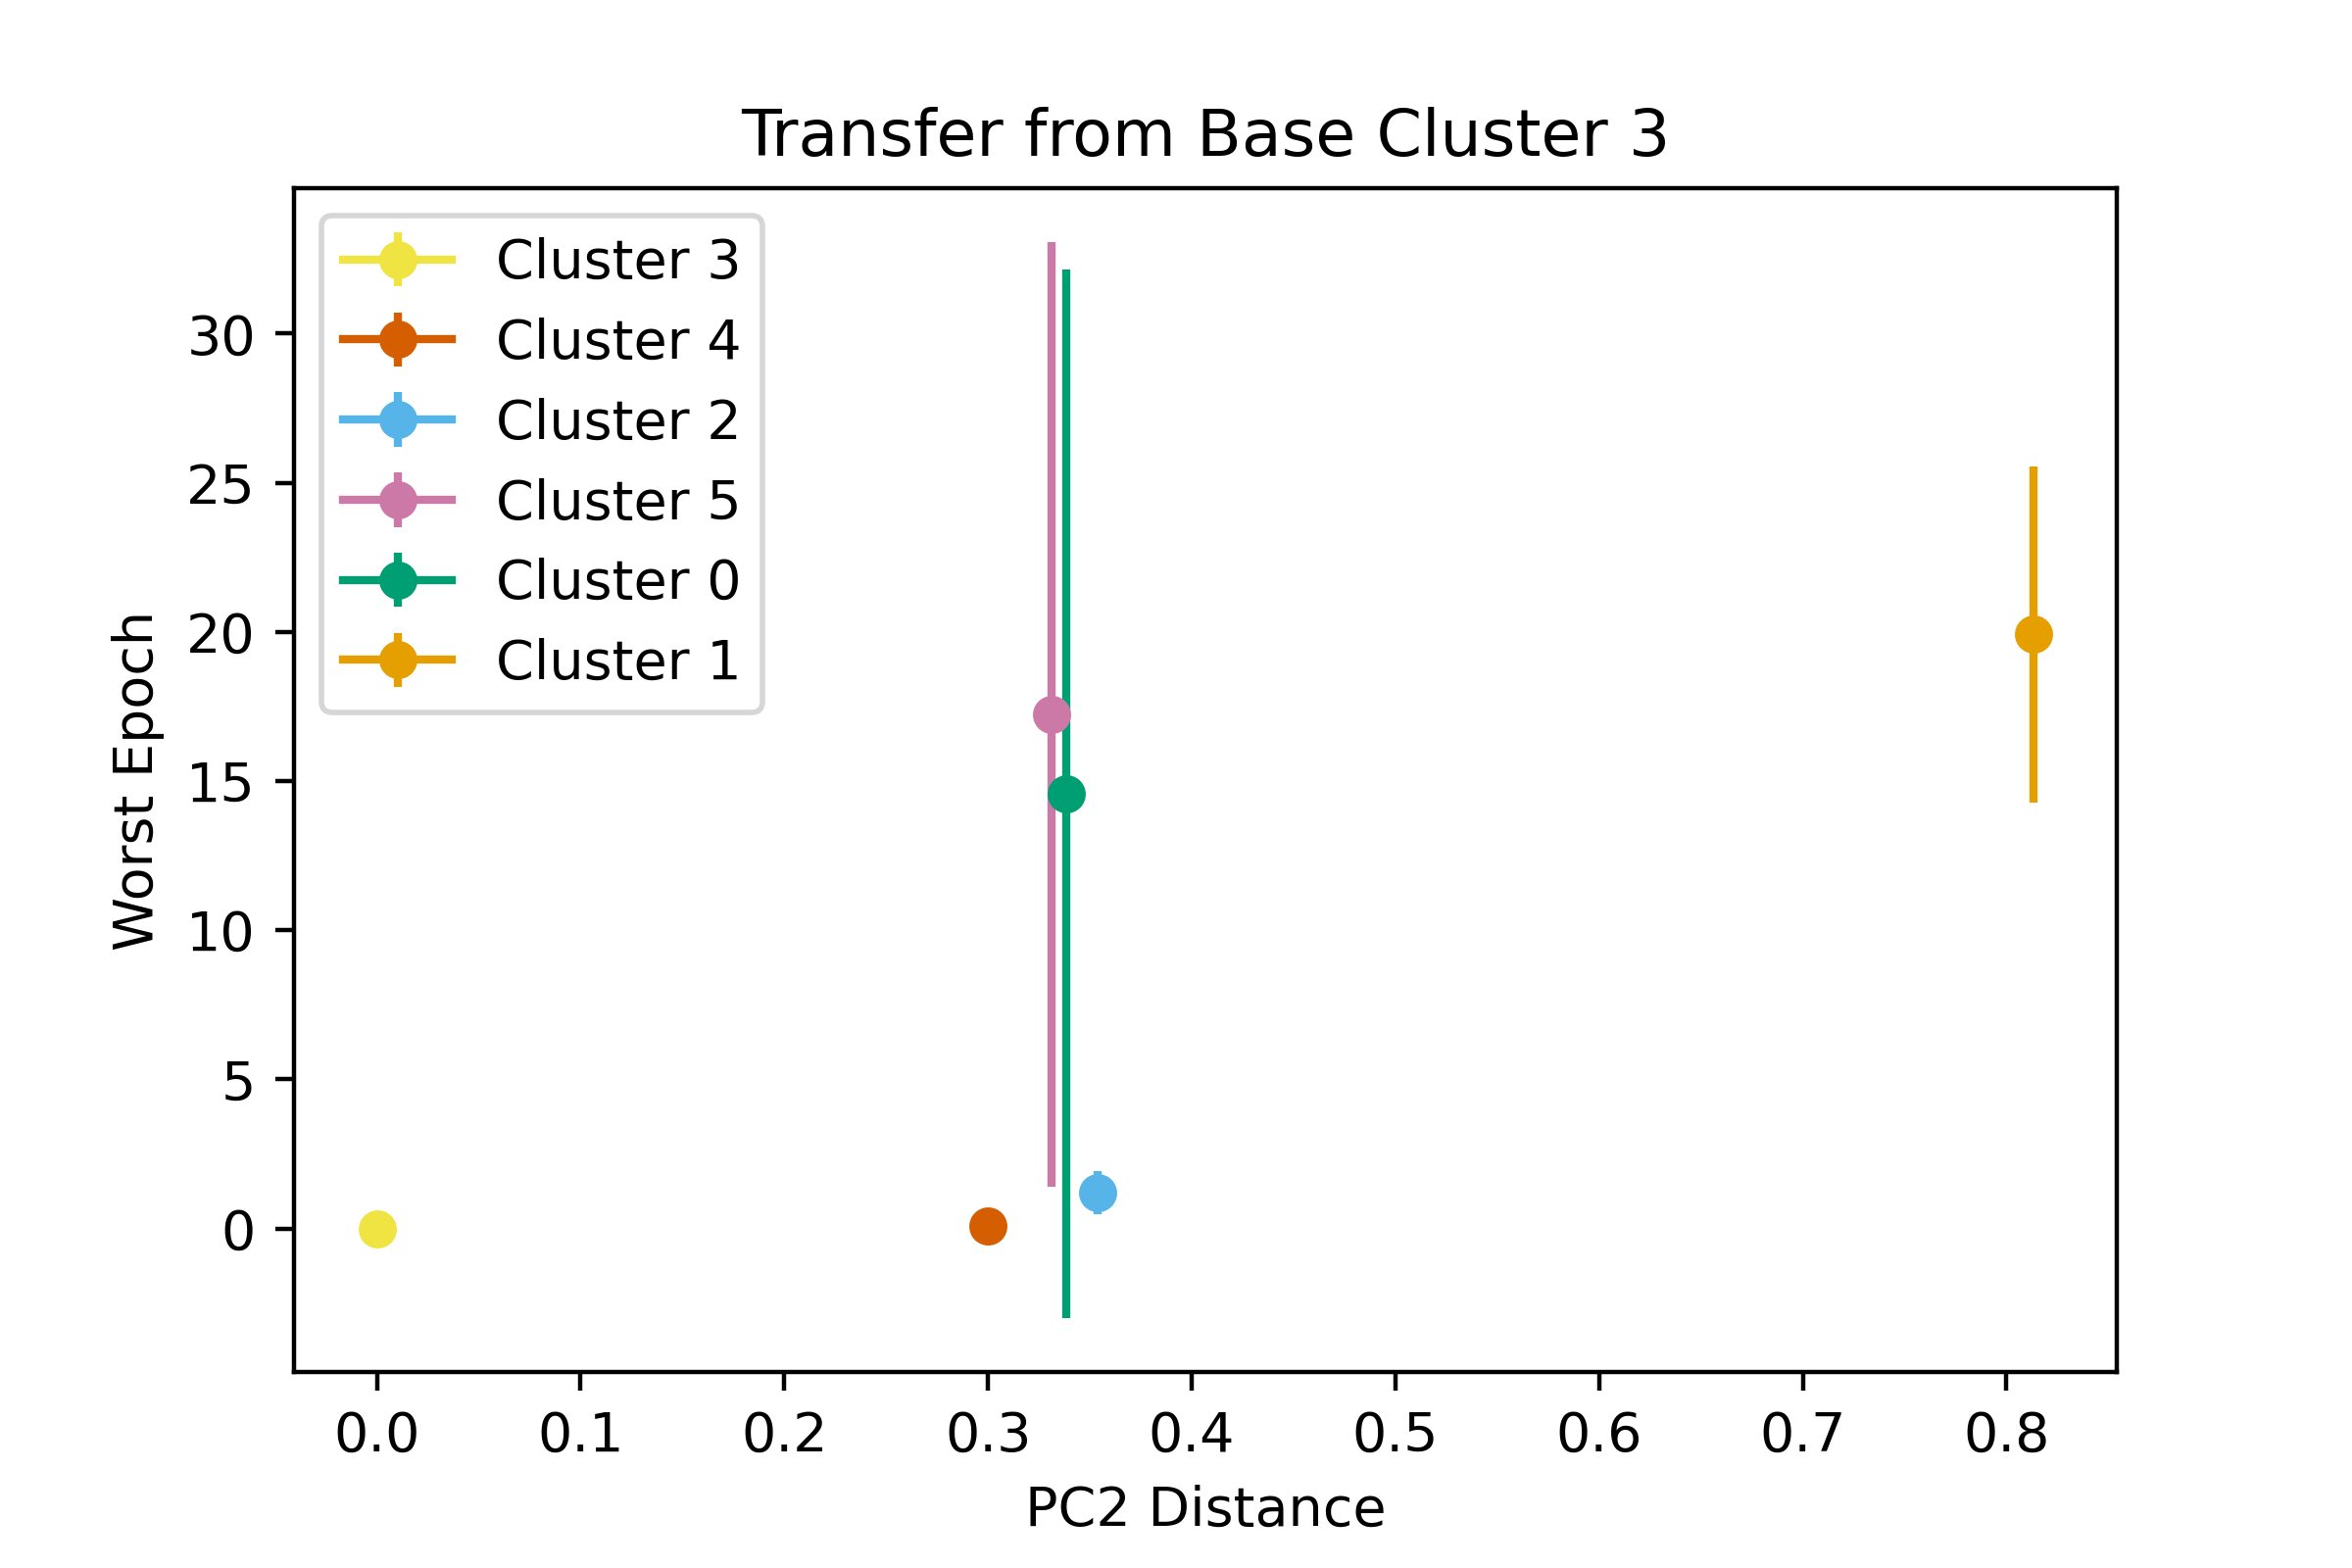 Transfer from Base Cluster 3
Cluster 3
Cluster 4
Cluster 2
Cluster 5
Cluster 0
Cluster 1
Worst Epoch
30
25
20
15
10
5
0
0.0 0.1 0.2 0.3 0.4 0.5 0.6 0.7 0.8
PC2 Distance